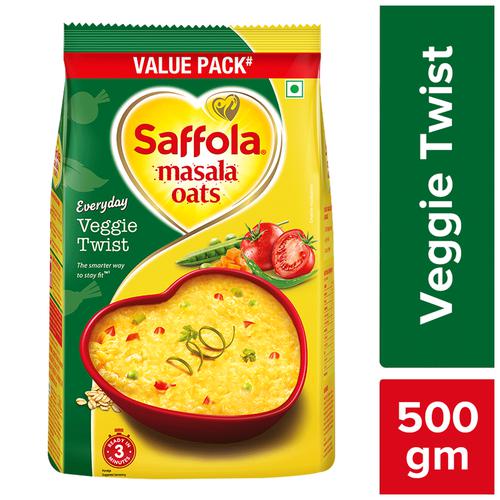 VALUE PACK#
Saffola®
masala
oats
Everyday
Veggie
Twist
The smarter way
to stay fit™
READY IN
3
MINUTES
Veggie Twist
500
gm